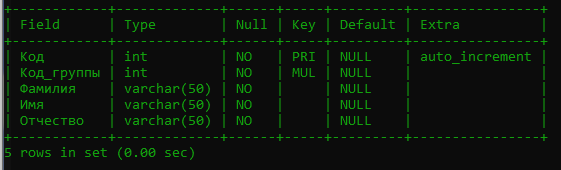 +------------+-------------+------+-----+---------+----------------+
| Field      | Type        | Null | Key | Default | Extra          |
+------------+-------------+------+-----+---------+----------------+
| Код        | int         | NO   | PRI | NULL    | auto_increment |
| Код_группы | int         | NO   | MUL | NULL    |                |
| Фамилия    | varchar(50) | NO   |     | NULL    |                |
| Имя        | varchar(50) | NO   |     | NULL    |                |
| Отчество   | varchar(50) | NO   |     | NULL    |                |
+------------+-------------+------+-----+---------+----------------+
5 rows in set (0.00 sec)